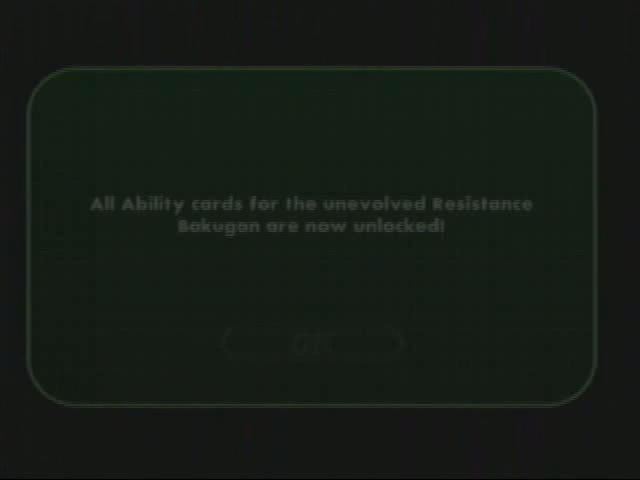 All Ability cards for the unevolved Resistance
Bakugan are now unlocked!
OK